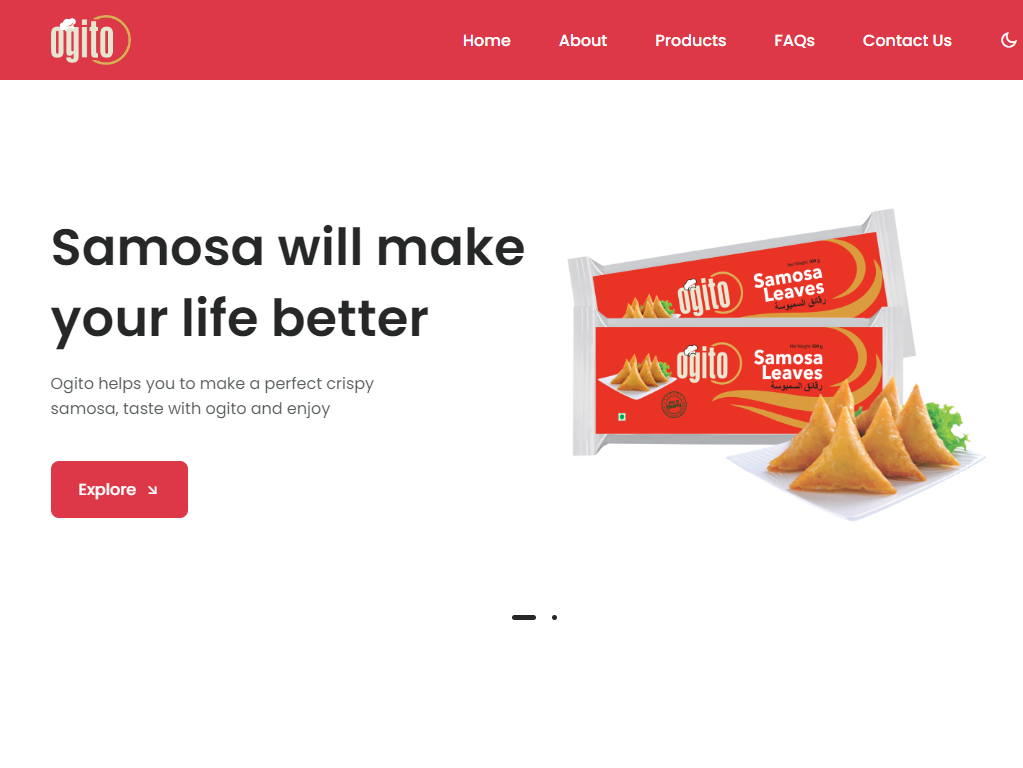 ogito
Home
About
Products
FAQs
Contact Us
Samosa will make
your life better
Ogito helps you to make a perfect crispy
samosa, taste with ogito and enjoy
Explore
ogito
Samosa
Leaves
رقائق السمبوسة
ogito
Samosa
Leaves
رقائق السمبوسة